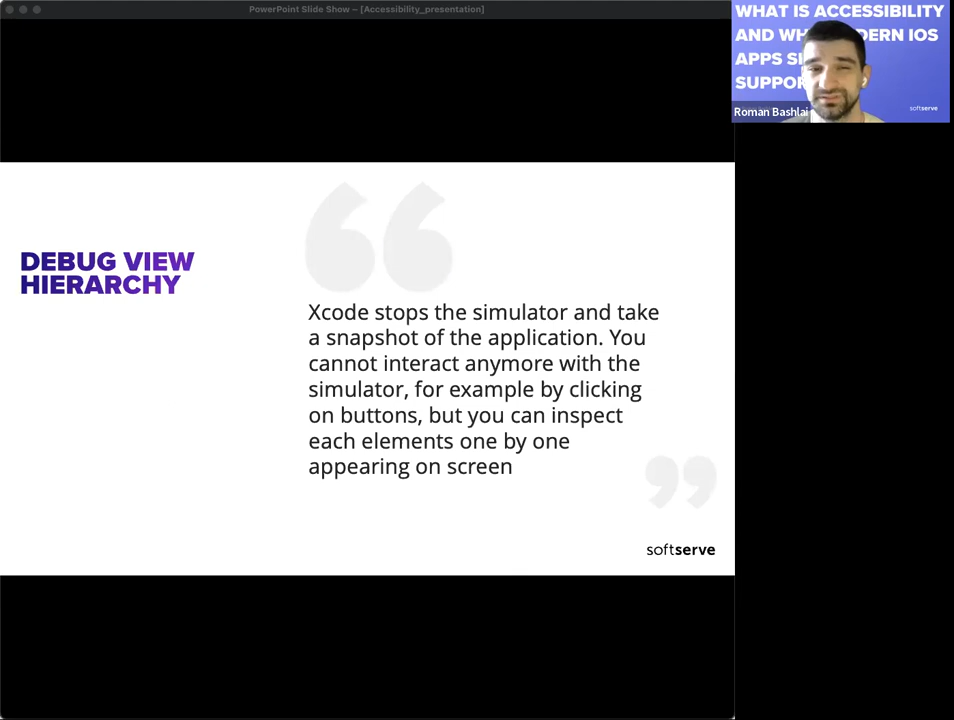 PowerPoint Slide Show – [Accessibility_presentation]
WHAT IS ACCESSIBILITY
AND WH DERN IOS
APPS S
SUPPO
Roman Bashlai
softserve
DEBUG VIEW
HIERARCHY
Xcode stops the simulator and take
a snapshot of the application. You
cannot interact anymore with the
simulator, for example by clicking
on buttons, but you can inspect
each elements one by one
appearing on screen
softserve